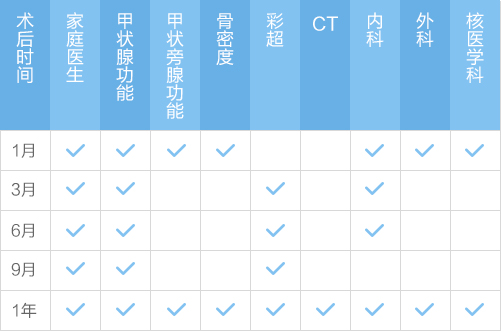 术后时间 家庭医生 甲状腺功能 甲状旁腺功能 骨密度 彩超 CT 内科 外科 核医学科
1月 ✓ ✓ ✓ ✓ ✓ ✓ ✓
3月 ✓ ✓ ✓ ✓
6月 ✓ ✓ ✓ ✓
9月 ✓ ✓ ✓
1年 ✓ ✓ ✓ ✓ ✓ ✓ ✓ ✓ ✓